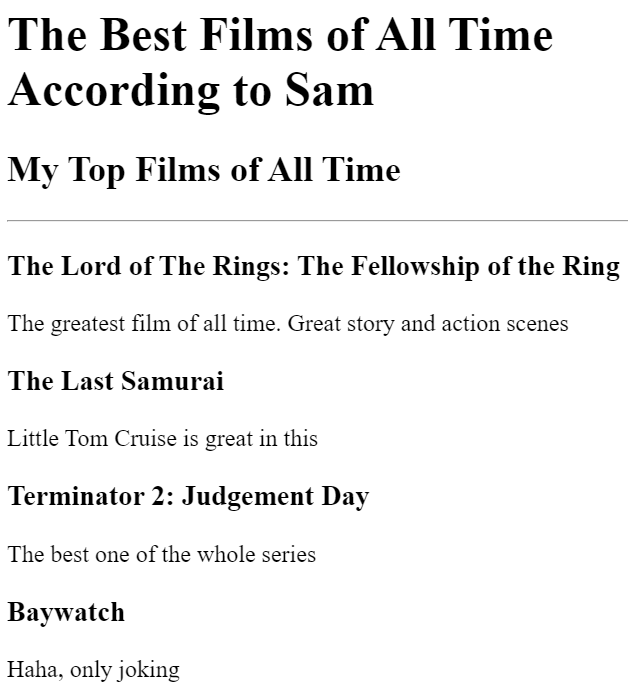 The Best Films of All Time
According to Sam
My Top Films of All Time
The Lord of The Rings: The Fellowship of the Ring
The greatest film of all time. Great story and action scenes
The Last Samurai
Little Tom Cruise is great in this
Terminator 2: Judgement Day
The best one of the whole series
Baywatch
Haha, only joking